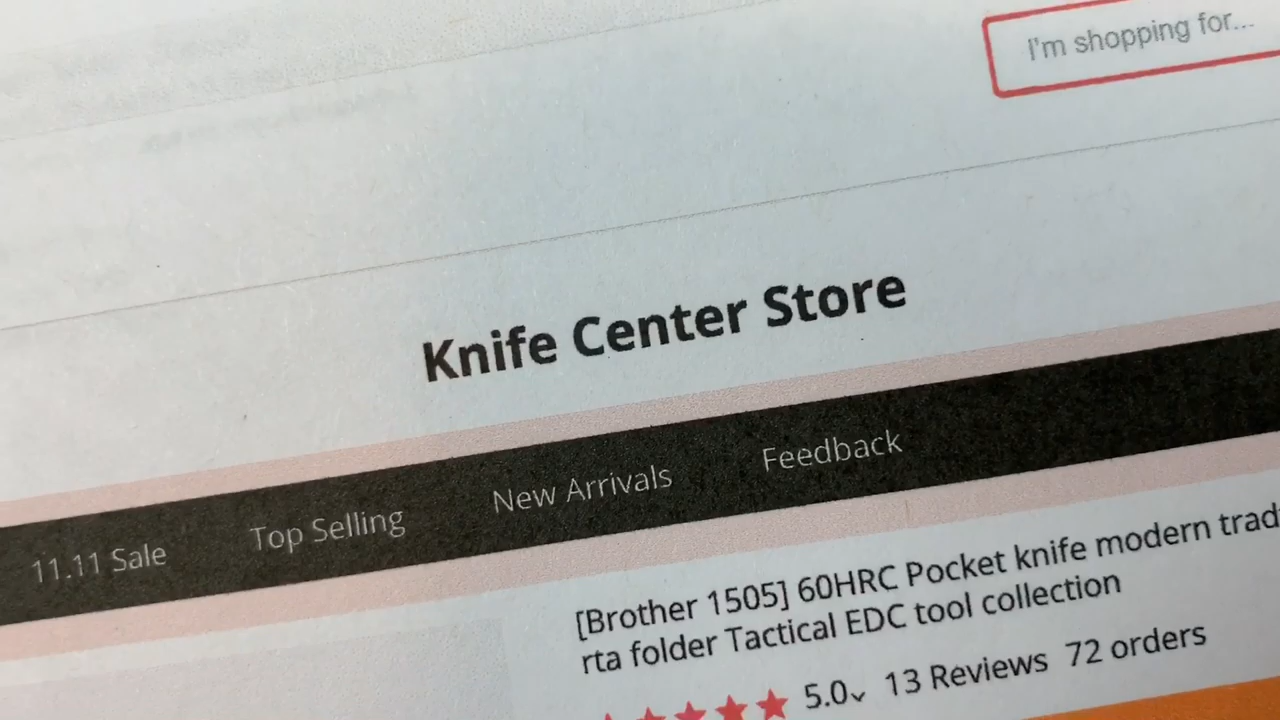 I'm shopping for...
Knife Center Store
11.11 Sale Top Selling New Arrivals Feedback
[Brother 1505] 60HRC Pocket knife modern trad
rta folder Tactical EDC tool collection
5.0 13 Reviews 72 orders